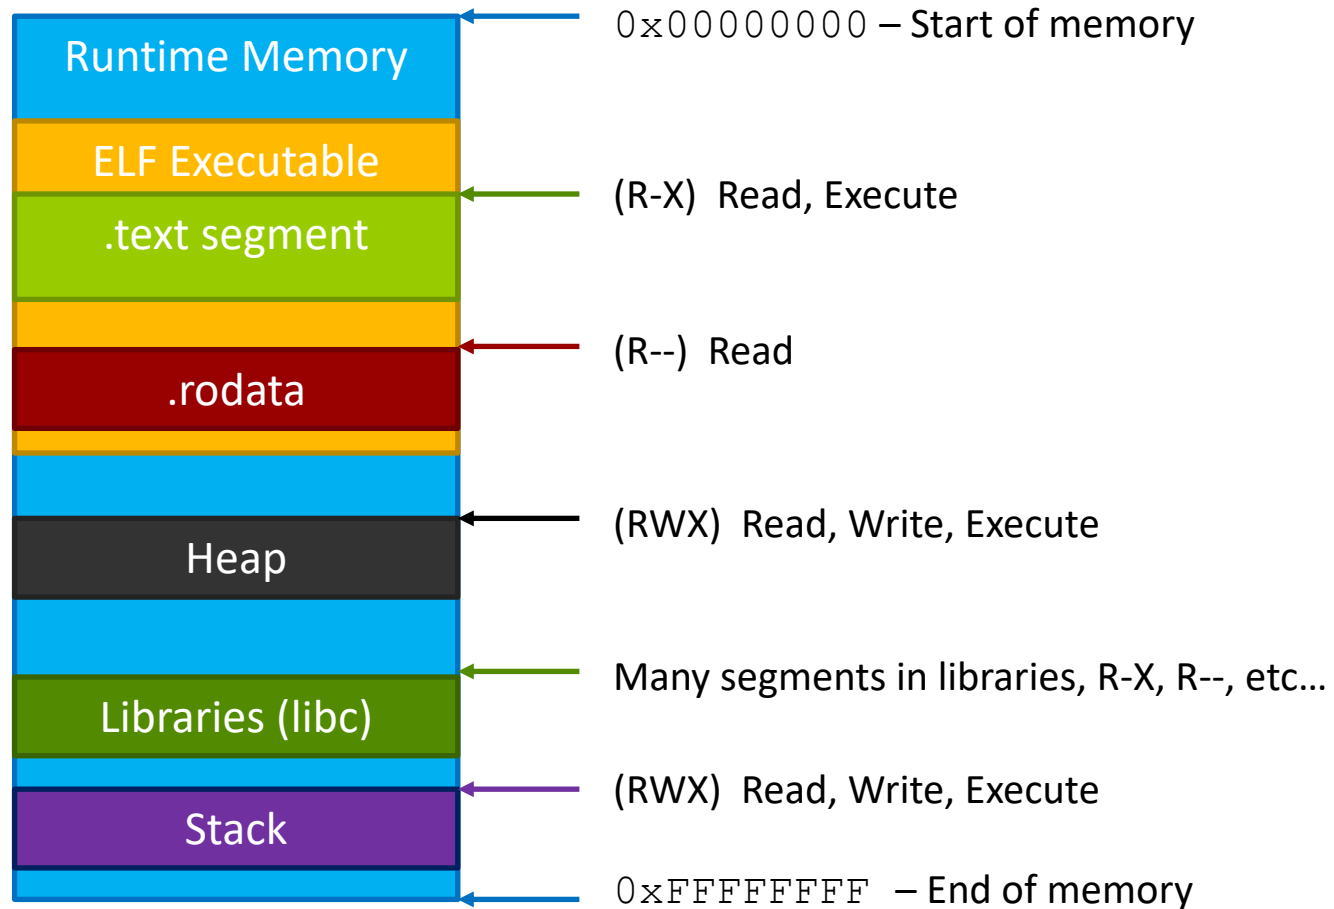 Runtime Memory
0x00000000 – Start of memory
ELF Executable
.text segment
(R-X) Read, Execute
.rodata
(R--) Read
Heap
(RWX) Read, Write, Execute
Libraries (libc)
Many segments in libraries, R-X, R--, etc…
Stack
(RWX) Read, Write, Execute
0xFFFFFFFF – End of memory